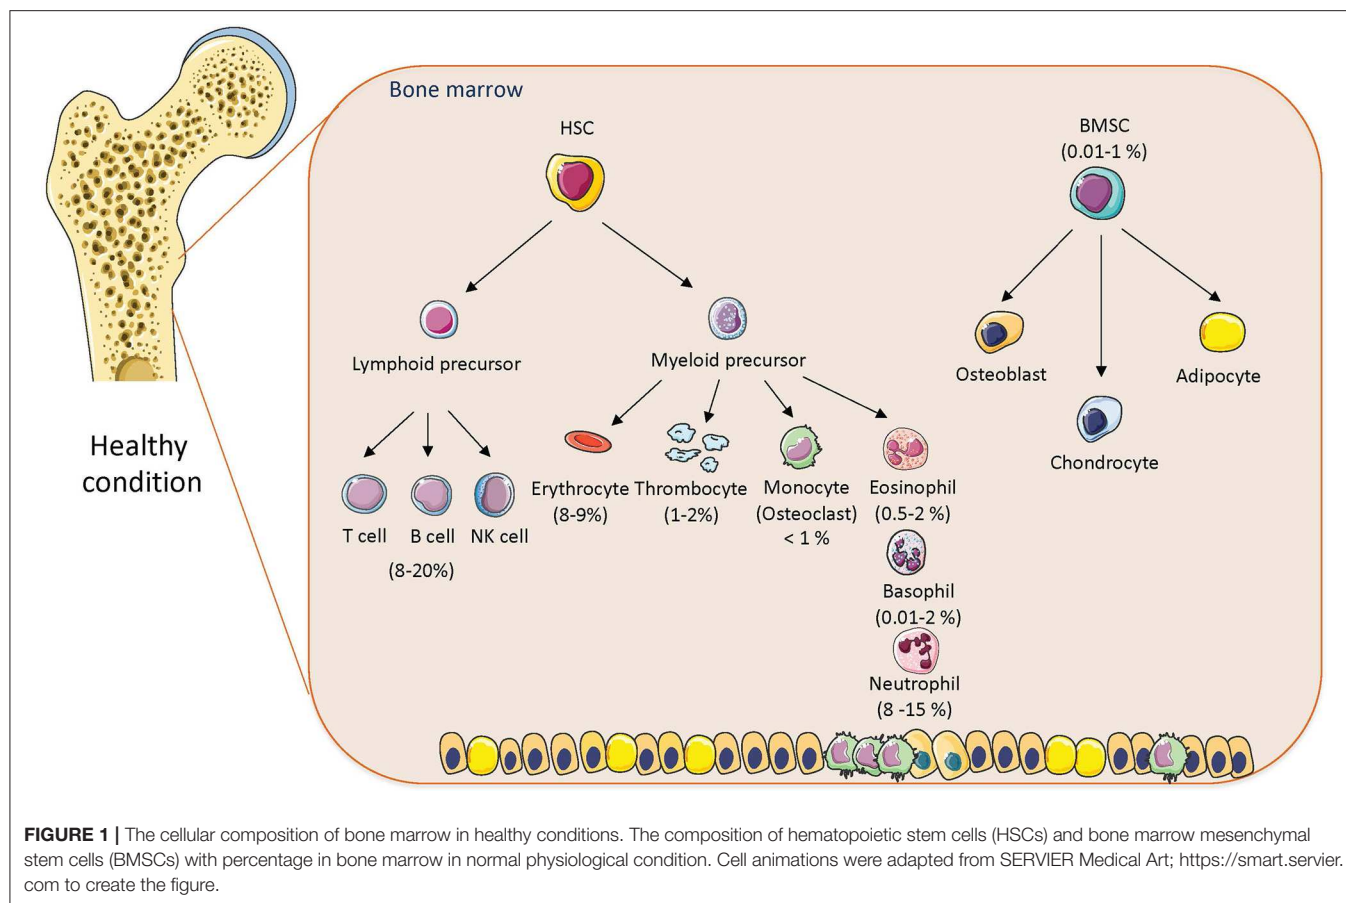 Bone marrow
HSC
BMSC
(0.01-1 %)
Lymphoid precursor
Myeloid precursor
Osteoblast
Adipocyte
Chondrocyte
Healthy
condition
T cell
B cell
NK cell
(8-20%)
Erythrocyte
(8-9%)
Thrombocyte
(1-2%)
Monocyte
(Osteoclast)
< 1 %
Eosinophil
(0.5-2 %)
Basophil
(0.01-2 %)
Neutrophil
(8 -15 %)
FIGURE 1 | The cellular composition of bone marrow in healthy conditions. The composition of hematopoietic stem cells (HSCs) and bone marrow mesenchymal
stem cells (BMSCs) with percentage in bone marrow in normal physiological condition. Cell animations were adapted from SERVIER Medical Art; https://smart.servier.
com to create the figure.